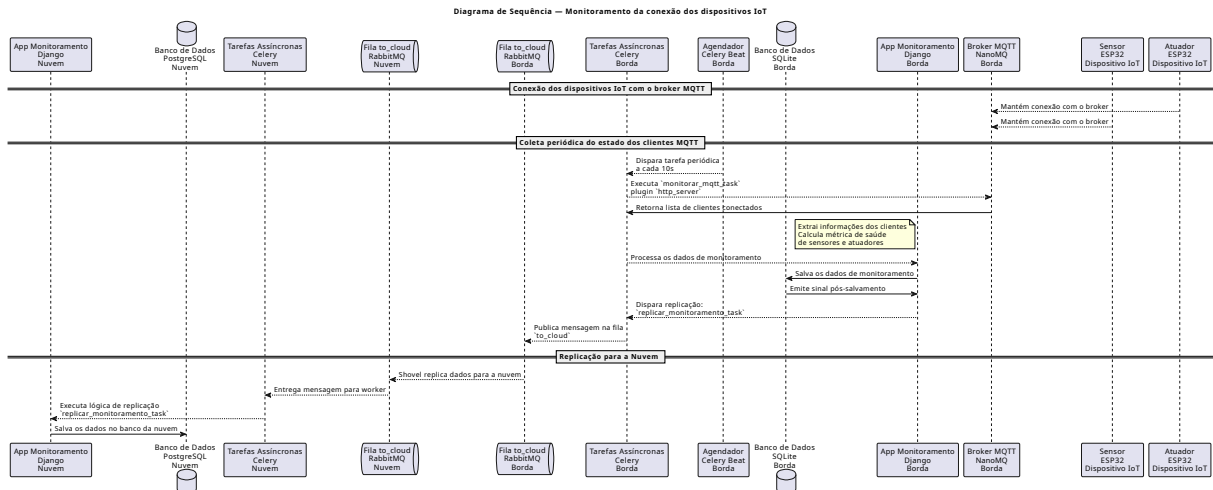 Diagrama de Sequência — Monitoramento da conexão dos dispositivos IoT
App Monitoramento
Django
Nuvem
Banco de Dados
PostgreSQL
Nuvem
Tarefas Assíncronas
Celery
Nuvem
Fila to_cloud
RabbitMQ
Nuvem
Fila to_cloud
RabbitMQ
Borda
Tarefas Assíncronas
Celery
Borda
Agendador
Celery Beat
Borda
Banco de Dados
SQLite
Borda
App Monitoramento
Django
Borda
Broker MQTT
NanoMQ
Borda
Sensor
ESP32
Dispositivo IoT
Atuador
ESP32
Dispositivo IoT
Conexão dos dispositivos IoT com o broker MQTT
Mantém conexão com o broker
Mantém conexão com o broker
Coleta periódica do estado dos clientes MQTT
Dispara tarefa periódica
a cada 10s
Executa `monitorar_mqtt_task`
plugin `http_server`
Retorna lista de clientes conectados
Extrai informações dos clientes
Calcula métrica de saúde
de sensores e atuadores
Processa os dados de monitoramento
Salva os dados de monitoramento
Emite sinal pós-salvamento
Dispara replicação:
`replicar_monitoramento_task`
Publica mensagem na fila
`to_cloud`
Replicação para a Nuvem
Shovel replica dados para a nuvem
Entrega mensagem para worker
Executa lógica de replicação
`replicar_monitoramento_task`
Salva os dados no banco da nuvem
App Monitoramento
Django
Nuvem
Banco de Dados
PostgreSQL
Nuvem
Tarefas Assíncronas
Celery
Nuvem
Fila to_cloud
RabbitMQ
Nuvem
Fila to_cloud
RabbitMQ
Borda
Tarefas Assíncronas
Celery
Borda
Agendador
Celery Beat
Borda
Banco de Dados
SQLite
Borda
App Monitoramento
Django
Borda
Broker MQTT
NanoMQ
Borda
Sensor
ESP32
Dispositivo IoT
Atuador
ESP32
Dispositivo IoT